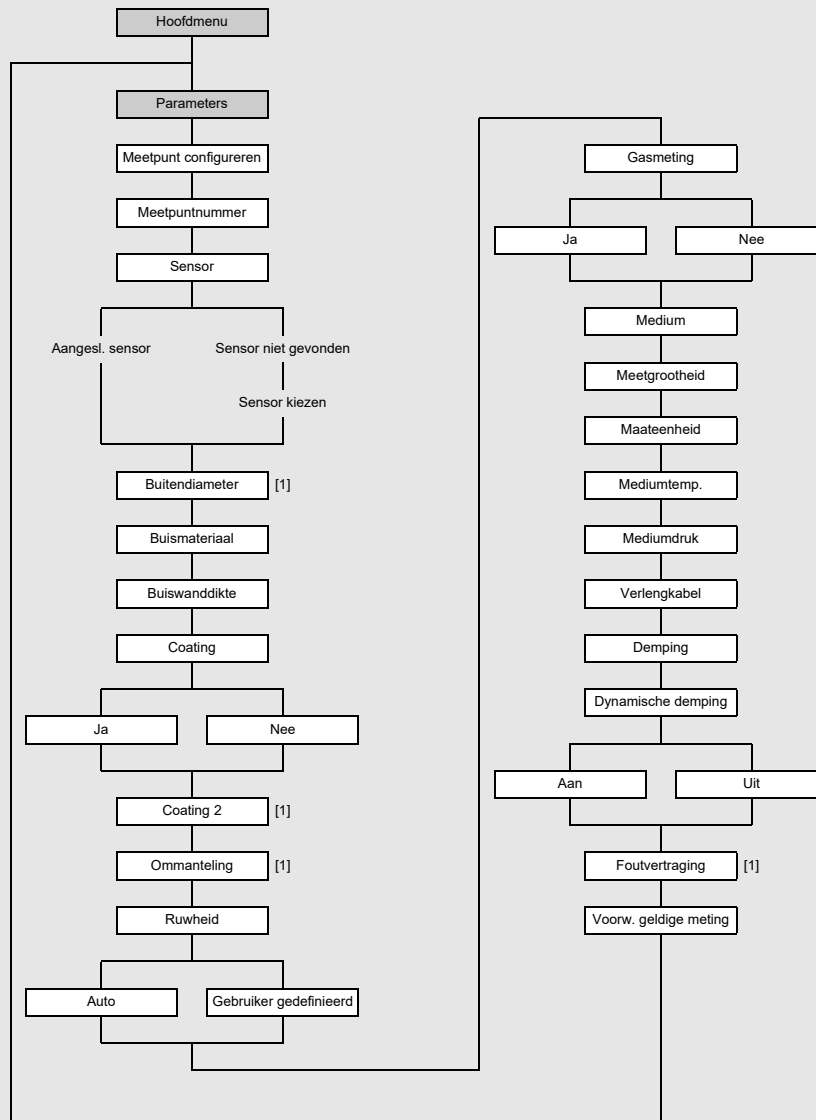 Hoofdmenu
Parameters
Meetpunt configureren
Meetpuntnummer
Sensor
Aangesl. sensor
Sensor niet gevonden
Sensor kiezen
Buitendiameter [1]
Buismateriaal
Buiswanddikte
Coating
Ja
Nee
Coating 2 [1]
Ommanteling [1]
Ruwheid
Auto
Gebruiker gedefinieerd
Gasmeting
Ja
Nee
Medium
Meetgrootheid
Maateenheid
Mediumtemp.
Mediumdruk
Verlengkabel
Demping
Dynamische demping
Aan
Uit
Foutvertraging [1]
Voorw. geldige meting